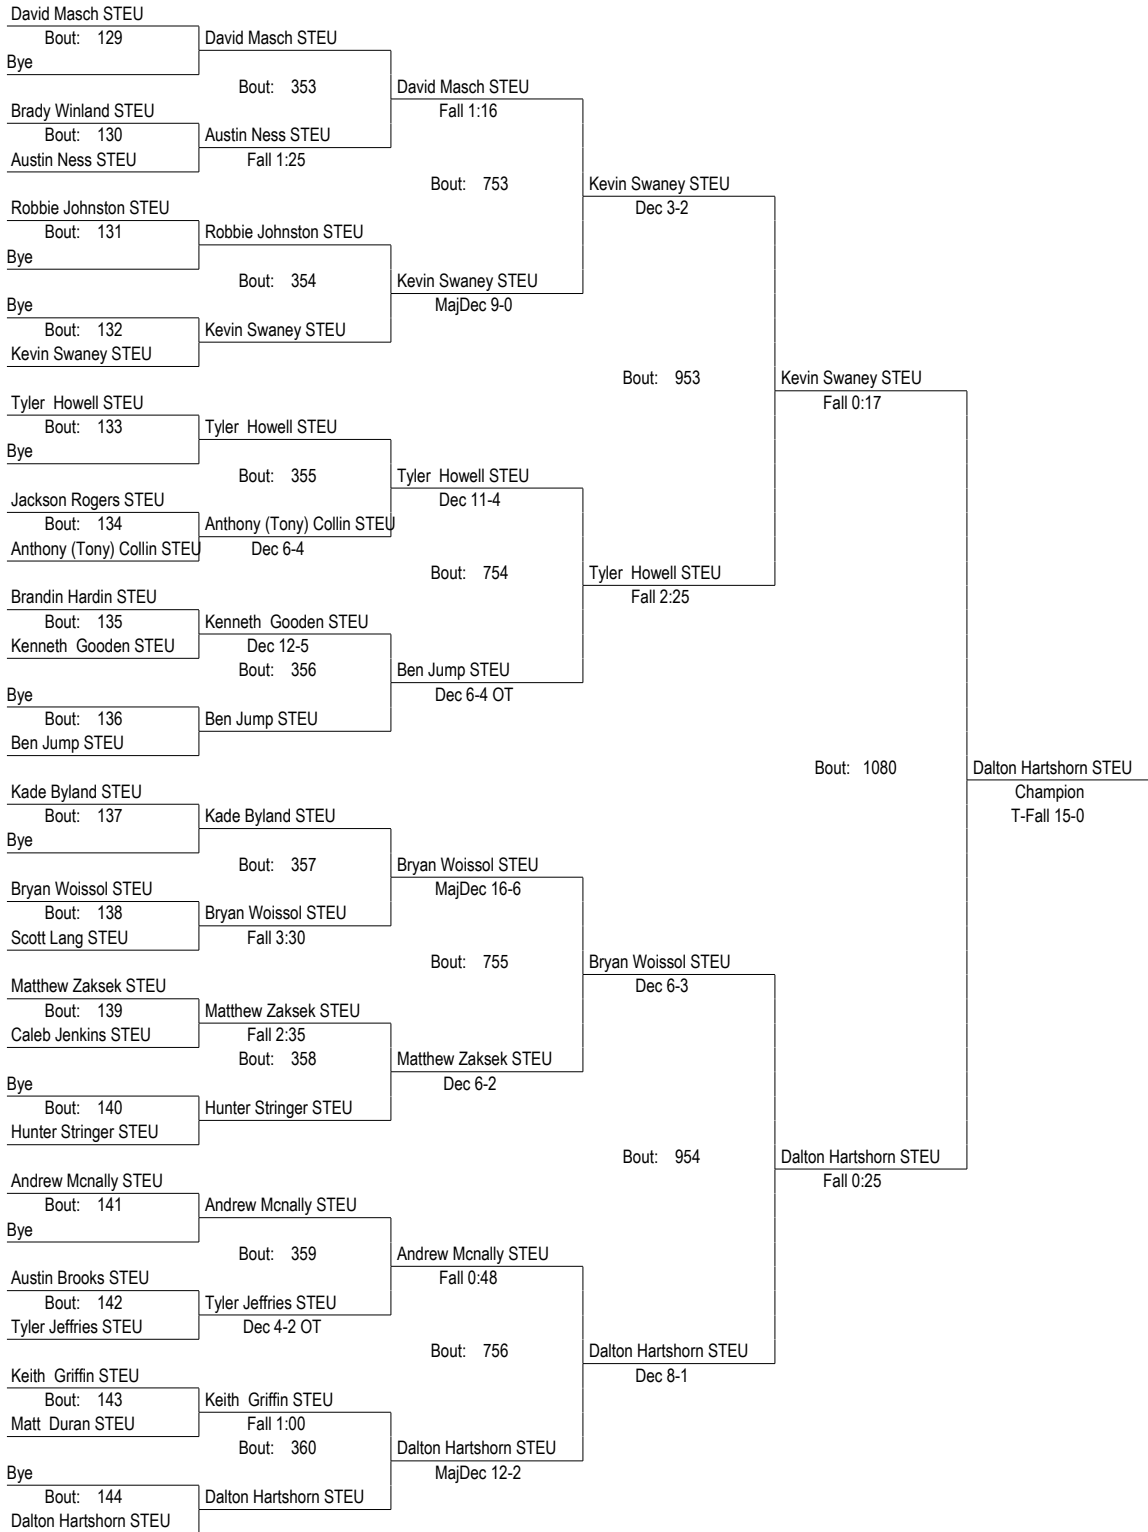 David Masch STEU
Bout: 129
David Masch STEU
Bye
Bout: 353
David Masch STEU
Fall 1:16
Brady Winland STEU
Bout: 130
Austin Ness STEU
Austin Ness STEU
Fall 1:25
Bout: 753
Kevin Swaney STEU
Dec 3-2
Robbie Johnston STEU
Bout: 131
Robbie Johnston STEU
Bye
Bout: 354
Kevin Swaney STEU
MajDec 9-0
Bye
Bout: 132
Kevin Swaney STEU
Kevin Swaney STEU
Bout: 953
Kevin Swaney STEU
Fall 0:17
Tyler Howell STEU
Bout: 133
Tyler Howell STEU
Bye
Bout: 355
Tyler Howell STEU
Dec 11-4
Jackson Rogers STEU
Bout: 134
Anthony (Tony) Collin STEU
Anthony (Tony) Collin STEU
Dec 6-4
Bout: 754
Tyler Howell STEU
Fall 2:25
Brandin Hardin STEU
Bout: 135
Kenneth Gooden STEU
Kenneth Gooden STEU
Dec 12-5
Bout: 356
Ben Jump STEU
Dec 6-4 OT
Bye
Bout: 136
Ben Jump STEU
Ben Jump STEU
Bout: 1080
Dalton Hartshorn STEU
Champion
T-Fall 15-0
Kade Byland STEU
Bout: 137
Kade Byland STEU
Bye
Bout: 357
Bryan Woissol STEU
MajDec 16-6
Bryan Woissol STEU
Bout: 138
Bryan Woissol STEU
Scott Lang STEU
Fall 3:30
Bout: 755
Bryan Woissol STEU
Dec 6-3
Matthew Zaksek STEU
Bout: 139
Matthew Zaksek STEU
Caleb Jenkins STEU
Fall 2:35
Bout: 358
Matthew Zaksek STEU
Dec 6-2
Bye
Bout: 140
Hunter Stringer STEU
Hunter Stringer STEU
Bout: 954
Dalton Hartshorn STEU
Fall 0:25
Andrew Mcnally STEU
Bout: 141
Andrew Mcnally STEU
Bye
Bout: 359
Andrew Mcnally STEU
Fall 0:48
Austin Brooks STEU
Bout: 142
Tyler Jeffries STEU
Tyler Jeffries STEU
Dec 4-2 OT
Bout: 756
Dalton Hartshorn STEU
Dec 8-1
Keith Griffin STEU
Bout: 143
Keith Griffin STEU
Matt Duran STEU
Fall 1:00
Bout: 360
Dalton Hartshorn STEU
MajDec 12-2
Bye
Bout: 144
Dalton Hartshorn STEU
Dalton Hartshorn STEU